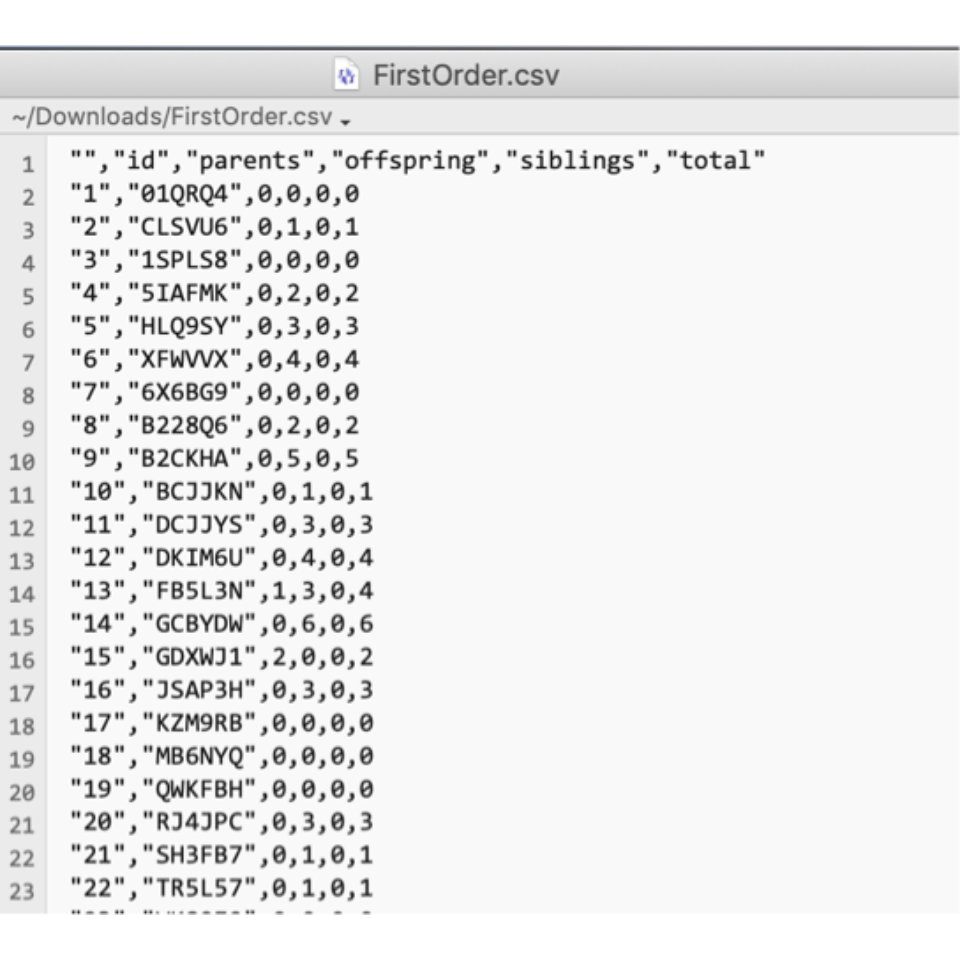 FirstOrder.csv
~/Downloads/FirstOrder.csv
1 "","id","parents","offspring","siblings","total"
2 "1","01QRQ4",0,0,0,0
3 "2","CLSVU6",0,1,0,1
4 "3","1SPLS8",0,0,0,0
5 "4","5IAFMK",0,2,0,2
6 "5","HLQ9SY",0,3,0,3
7 "6","XFWVVX",0,4,0,4
8 "7","6X6BG9",0,0,0,0
9 "8","B228Q6",0,2,0,2
10 "9","B2CKHA",0,5,0,5
11 "10","BCJJKN",0,1,0,1
12 "11","DCJJYS",0,3,0,3
13 "12","DKIM6U",0,4,0,4
14 "13","FB5L3N",1,3,0,4
15 "14","GCBYDW",0,6,0,6
16 "15","GDXWJ1",2,0,0,2
17 "16","JSAP3H",0,3,0,3
18 "17","KZM9RB",0,0,0,0
19 "18","MB6NYQ",0,0,0,0
20 "19","QWKFBH",0,0,0,0
21 "20","RJ4JPC",0,3,0,3
22 "21","SH3FB7",0,1,0,1
23 "22","TR5L57",0,1,0,1